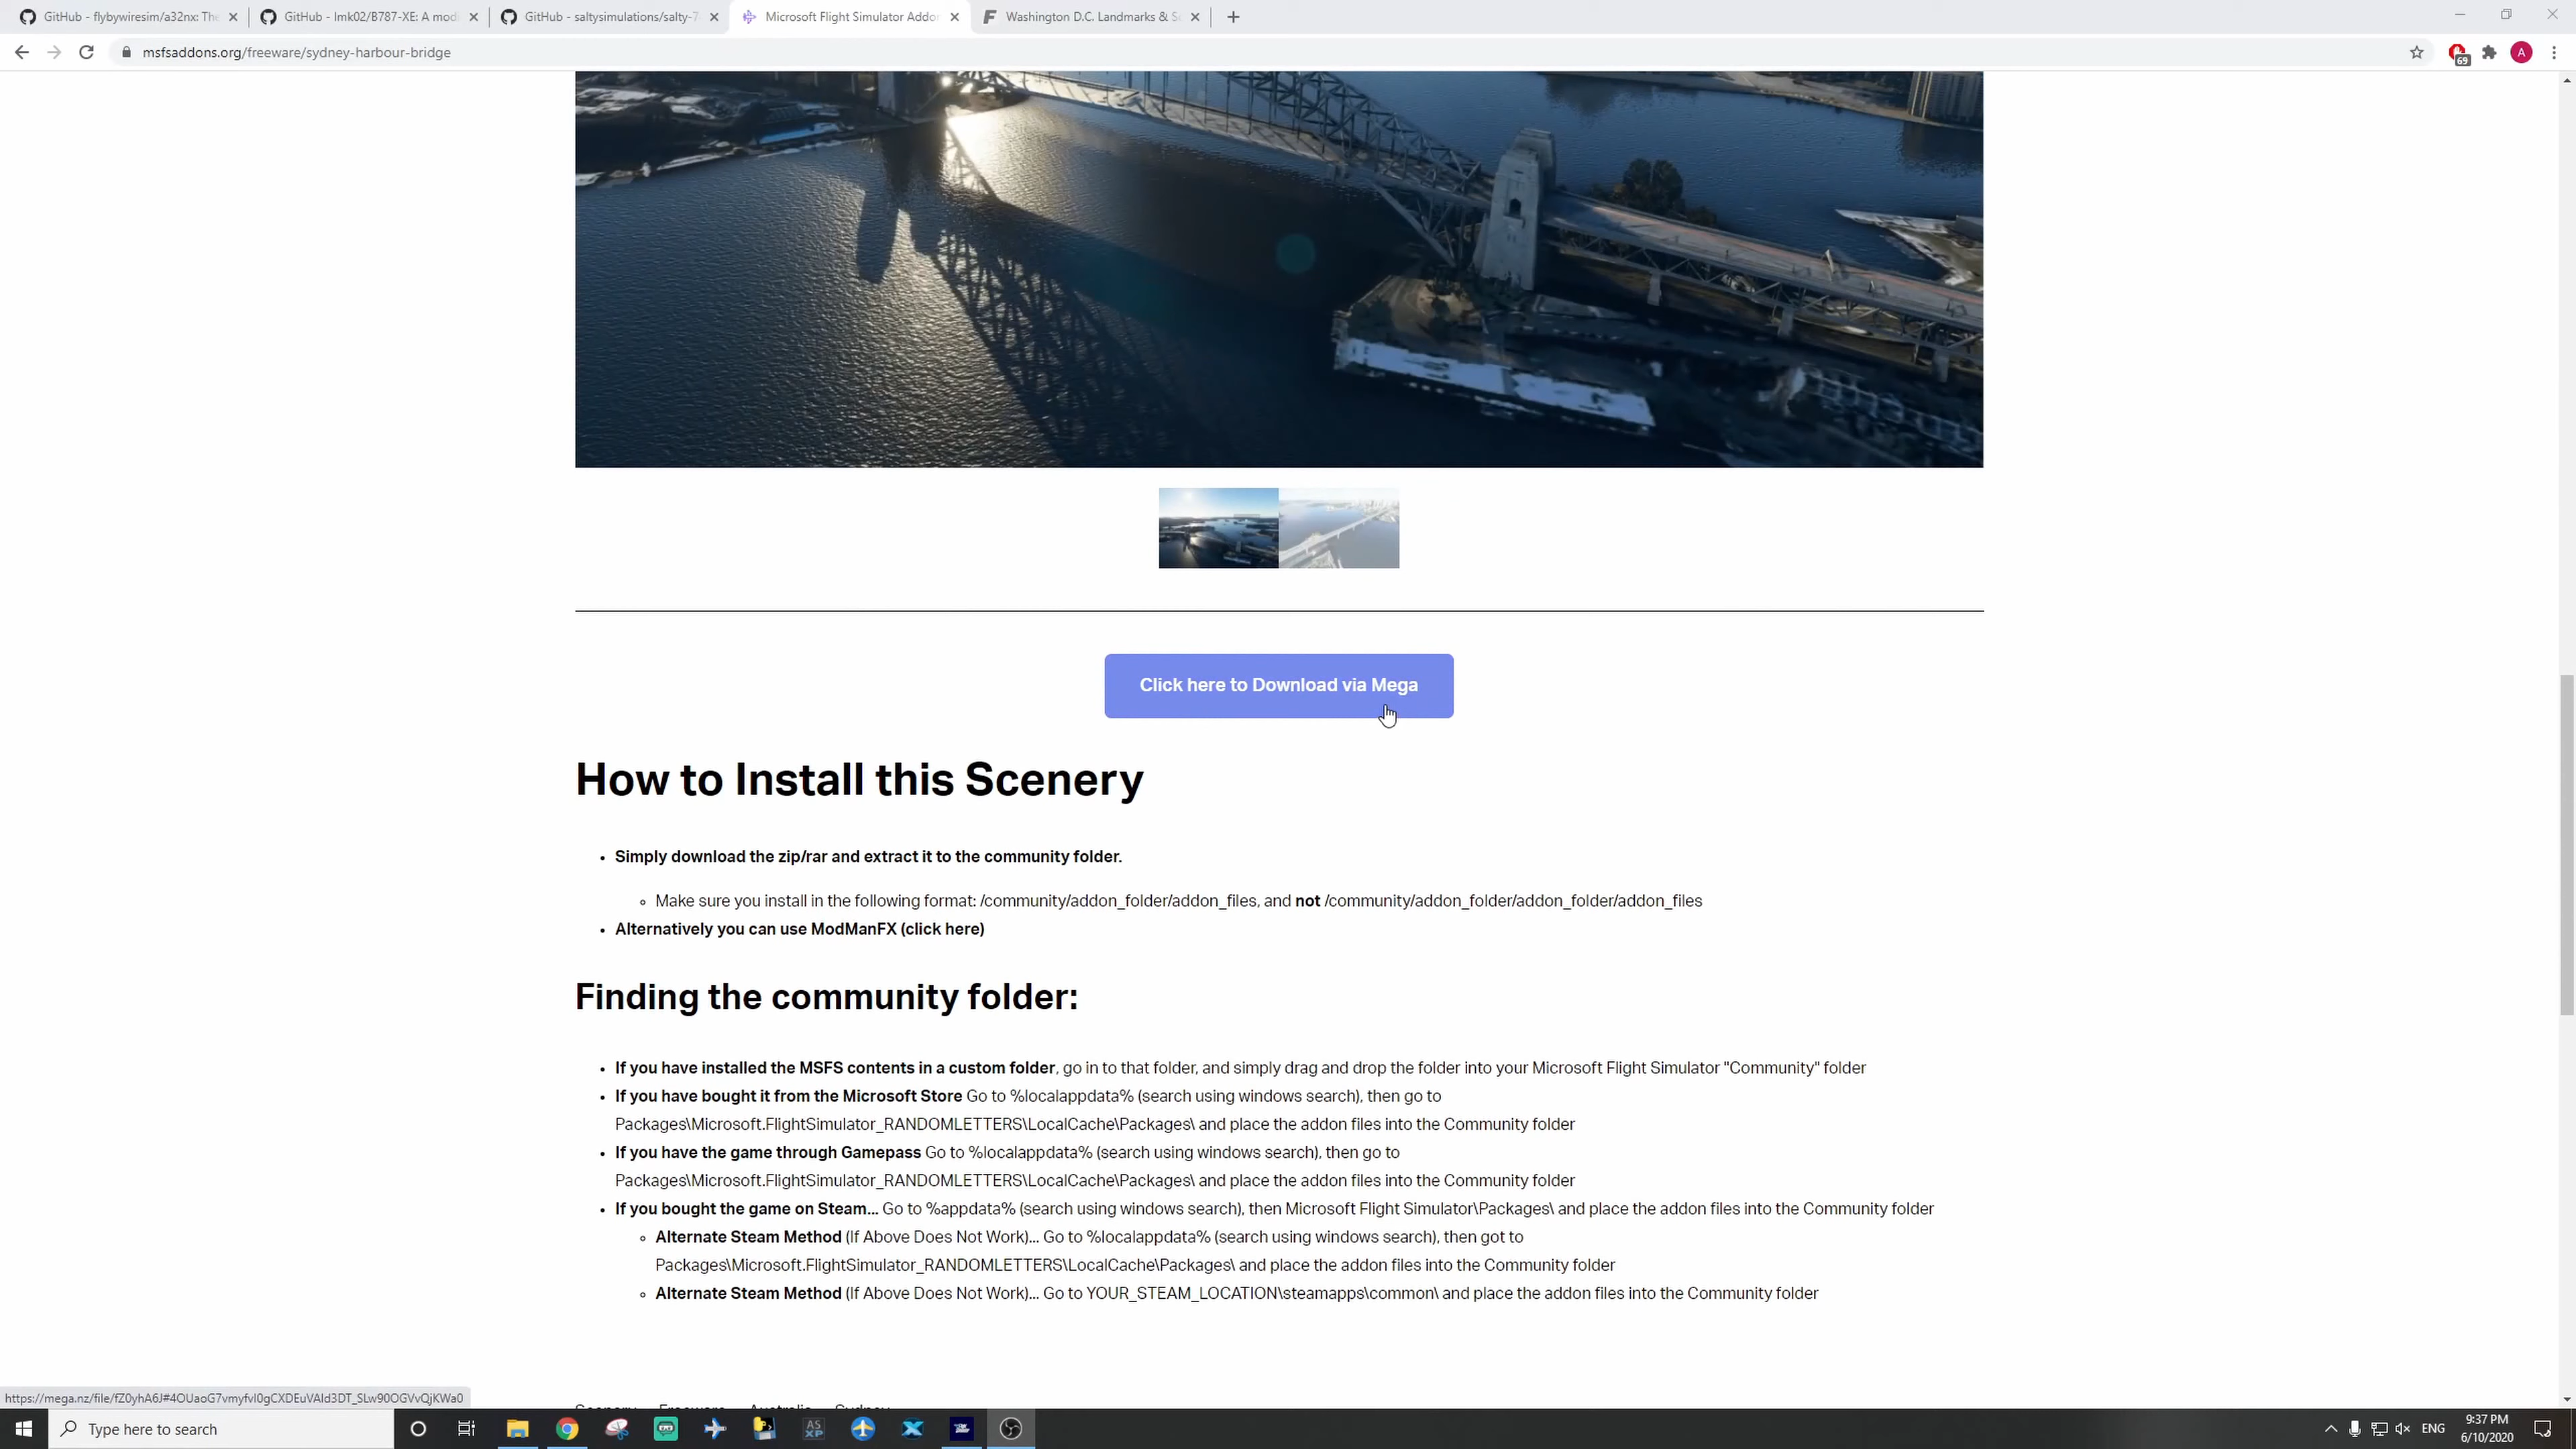 GitHub - flybywiresim/a32nx: The
GitHub - lmk02/B787-XE: A mod
GitHub - saltysimulations/salty-7
Microsoft Flight Simulator Addo
Washington D.C. Landmarks & S
msfsaddons.org/freeware/sydney-harbour-bridge
69
A
Click here to Download via Mega
How to Install this Scenery
• Simply download the zip/rar and extract it to the community folder.
◦ Make sure you install in the following format: /community/addon_folder/addon_files, and not /community/addon_folder/addon_folder/addon_files
• Alternatively you can use ModManFX (click here)
Finding the community folder:
• If you have installed the MSFS contents in a custom folder, go in to that folder, and simply drag and drop the folder into your Microsoft Flight Simulator "Community" folder
• If you have bought it from the Microsoft Store Go to %localappdata% (search using windows search), then go to
Packages\Microsoft.FlightSimulator_RANDOMLETTERS\LocalCache\Packages\ and place the addon files into the Community folder
• If you have the game through Gamepass Go to %localappdata% (search using windows search), then go to
Packages\Microsoft.FlightSimulator_RANDOMLETTERS\LocalCache\Packages\ and place the addon files into the Community folder
• If you bought the game on Steam... Go to %appdata% (search using windows search), then Microsoft Flight Simulator\Packages\ and place the addon files into the Community folder
◦ Alternate Steam Method (If Above Does Not Work)... Go to %localappdata% (search using windows search), then got to
Packages\Microsoft.FlightSimulator_RANDOMLETTERS\LocalCache\Packages\ and place the addon files into the Community folder
◦ Alternate Steam Method (If Above Does Not Work)... Go to YOUR_STEAM_LOCATION\steamapps\common\ and place the addon files into the Community folder
Scenery Freeware Australia Sydney
Type here to search
AS
XP
ENG
9:37 PM
6/10/2020